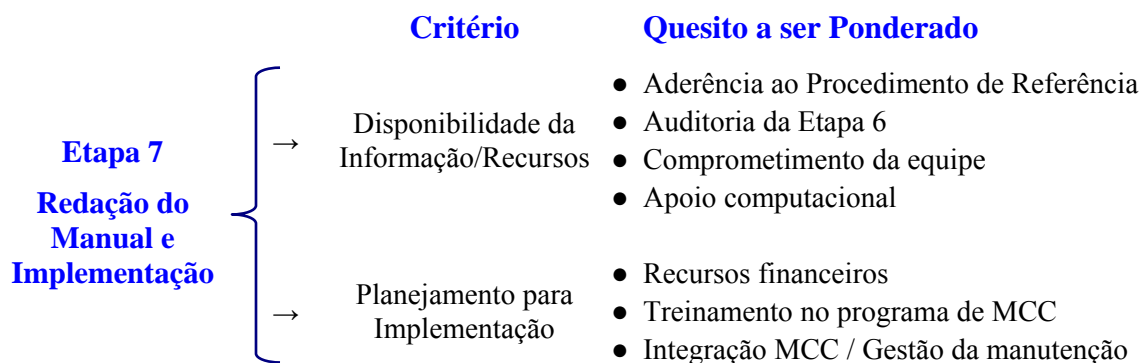 Critério
Quesito a ser Ponderado
Etapa 7
Redação do
Manual e
Implementação
→
Disponibilidade da
Informação/Recursos
● Aderência ao Procedimento de Referência
● Auditoria da Etapa 6
● Comprometimento da equipe
● Apoio computacional
→
Planejamento para
Implementação
● Recursos financeiros
● Treinamento no programa de MCC
● Integração MCC / Gestão da manutenção